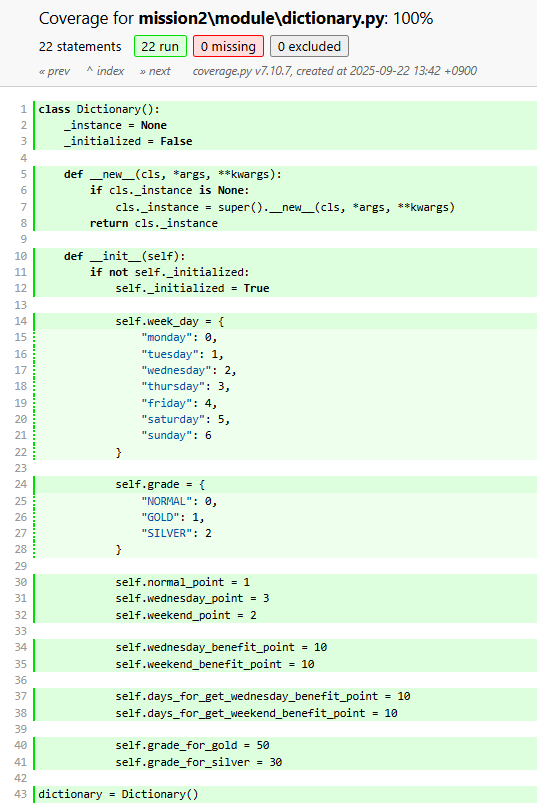 Coverage for mission2\module\dictionary.py: 100%
22 statements 22 run 0 missing 0 excluded
« prev ^ index » next coverage.py v7.10.7, created at 2025-09-22 13:42 +0900
1 class Dictionary():
2     _instance = None
3     _initialized = False
4
5     def __new__(cls, *args, **kwargs):
6         if cls._instance is None:
7             cls._instance = super().__new__(cls, *args, **kwargs)
8         return cls._instance
9
10     def __init__(self):
11         if not self._initialized:
12             self._initialized = True
13
14             self.week_day = {
15                 "monday": 0,
16                 "tuesday": 1,
17                 "wednesday": 2,
18                 "thursday": 3,
19                 "friday": 4,
20                 "saturday": 5,
21                 "sunday": 6
22             }
23
24             self.grade = {
25                 "NORMAL": 0,
26                 "GOLD": 1,
27                 "SILVER": 2
28             }
29
30             self.normal_point = 1
31             self.wednesday_point = 3
32             self.weekend_point = 2
33
34             self.wednesday_benefit_point = 10
35             self.weekend_benefit_point = 10
36
37             self.days_for_get_wednesday_benefit_point = 10
38             self.days_for_get_weekend_benefit_point = 10
39
40             self.grade_for_gold = 50
41             self.grade_for_silver = 30
42
43 dictionary = Dictionary()